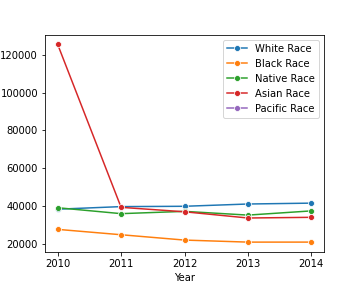 White Race
Black Race
Native Race
Asian Race
Pacific Race
120000
100000
80000
60000
40000
20000
2010 2011 2012 2013 2014
Year